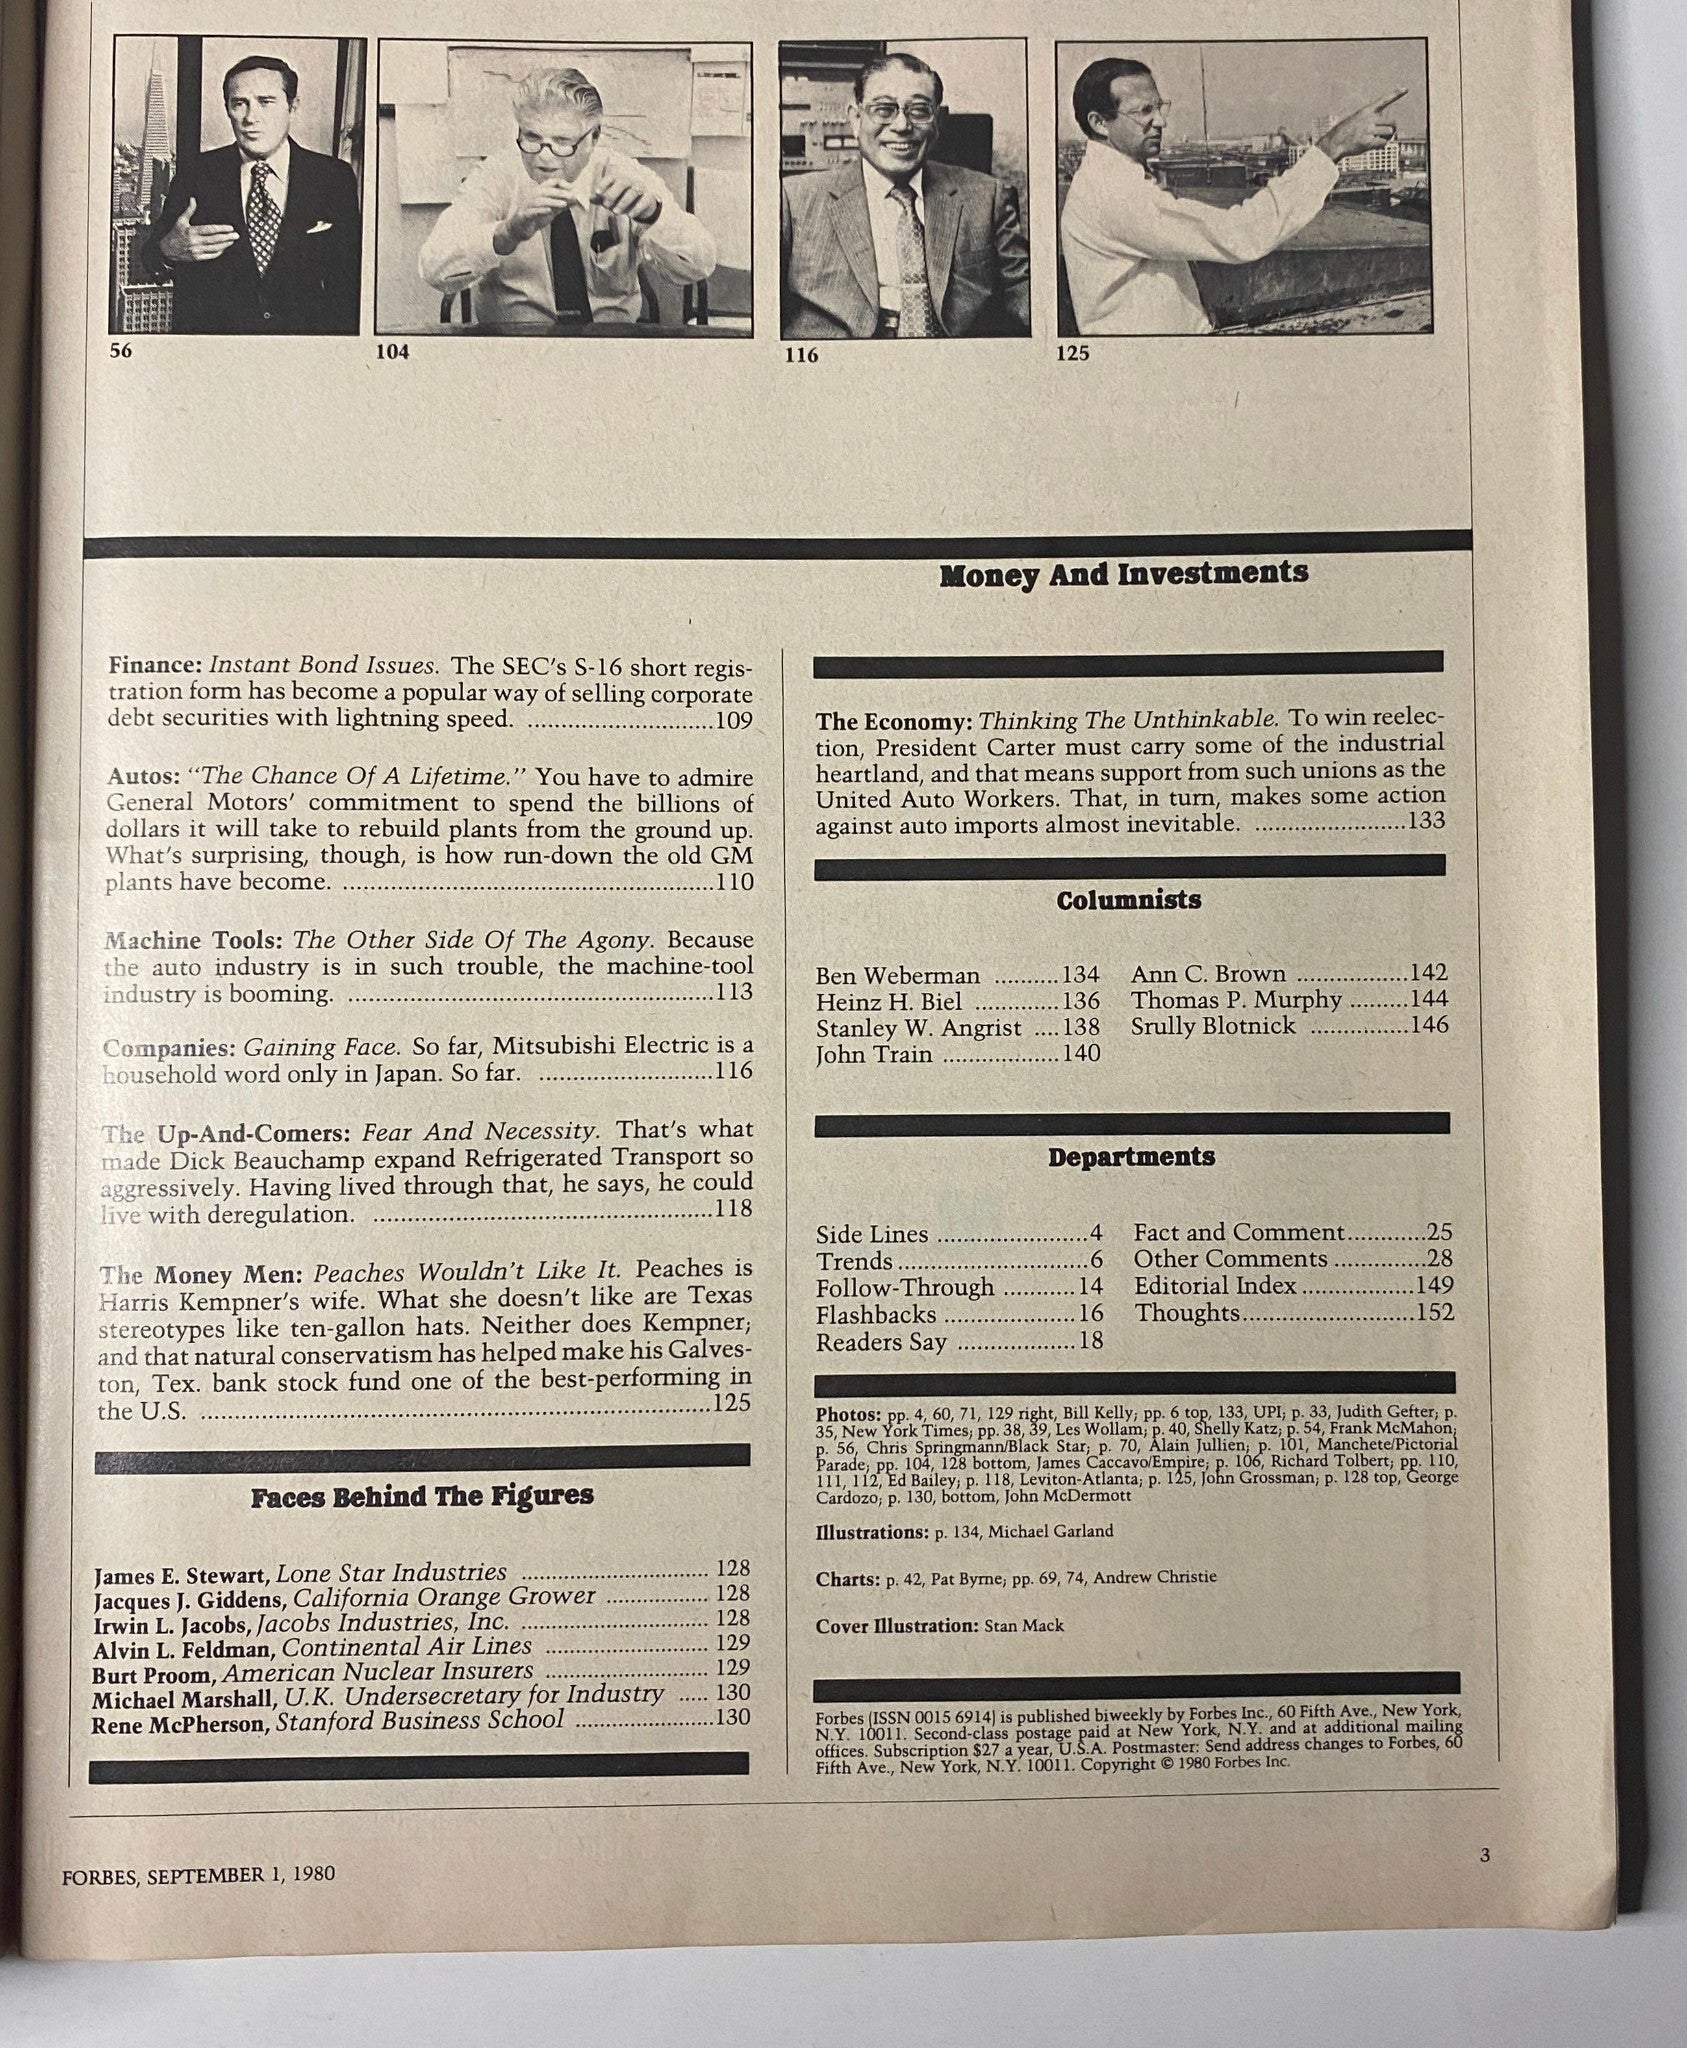 56
104
116
125
Money And Investments
Finance: Instant Bond Issues. The SEC's S-16 short regis-
tration form has become a popular way of selling corporate
debt securities with lightning speed. ........................109
Autos: "The Chance Of A Lifetime." You have to admire
General Motors' commitment to spend the billions of
dollars it will take to rebuild plants from the ground up.
What's surprising, though, is how run-down the old GM
plants have become. ................................................110
Machine Tools: The Other Side Of The Agony. Because
the auto industry is in such trouble, the machine-tool
industry is booming. ................................................113
Companies: Gaining Face. So far, Mitsubishi Electric is a
household word only in Japan. So far. ........................116
The Up-And-Comers: Fear And Necessity. That's what
made Dick Beauchamp expand Refrigerated Transport so
aggressively. Having lived through that, he says, he could
live with deregulation. .............................................118
The Money Men: Peaches Wouldn't Like It. Peaches is
Harris Kempner's wife. What she doesn't like are Texas
stereotypes like ten-gallon hats. Neither does Kempner;
and that natural conservatism has helped make his Galves-
ton, Tex. bank stock fund one of the best-performing in
the U.S. ...................................................................125
Faces Behind The Figures
James E. Stewart, Lone Star Industries ............................ 128
Jacques J. Giddens, California Orange Grower ................ 128
Irwin L. Jacobs, Jacobs Industries, Inc. ............................ 128
Alvin L. Feldman, Continental Air Lines ......................... 129
Burt Proom, American Nuclear Insurers ......................... 129
Michael Marshall, U.K. Undersecretary for Industry ..... 130
Rene McPherson, Stanford Business School .....................130
The Economy: Thinking The Unthinkable. To win reelec-
tion, President Carter must carry some of the industrial
heartland, and that means support from such unions as the
United Auto Workers. That, in turn, makes some action
against auto imports almost inevitable. ......................133
Columnists
Ben Weberman ..........134
Heinz H. Biel .............136
Stanley W. Angrist ....138
John Train ..................140
Ann C. Brown .................142
Thomas P. Murphy .........144
Srully Blotnick ...............146
Departments
Side Lines .......................4
Trends.............................6
Follow-Through ...........14
Flashbacks ....................16
Readers Say ..................18
Fact and Comment............25
Other Comments ..............28
Editorial Index..................149
Thoughts..........................152
Photos: pp. 4, 60, 71, 129 right, Bill Kelly; pp. 6 top, 133, UPI; p. 33, Judith Gefter; p.
35, New York Times; pp. 38, 39, Les Wollam; p. 40, Shelly Katz; p. 54, Frank McMahon;
p. 56, Chris Springmann/Black Star; p. 70, Alain Jullien; p. 101, Manchete/Pictorial
Parade; pp. 104, 128 bottom, James Caccavo/Empire; p. 106, Richard Tolbert; pp. 110,
111, 112, Ed Bailey; p. 118, Leviton-Atlanta; p. 125, John Grossman; p. 128 top, George
Cardozo; p. 130, bottom, John McDermott
Illustrations: p. 134, Michael Garland
Charts: p. 42, Pat Byrne; pp. 69, 74, Andrew Christie
Cover Illustration: Stan Mack
Forbes (ISSN 0015 6914) is published biweekly by Forbes Inc., 60 Fifth Ave., New York,
N.Y. 10011. Second-class postage paid at New York, N.Y. and at additional mailing
offices. Subscription $27 a year, U.S.A. Postmaster: Send address changes to Forbes, 60
Fifth Ave., New York, N.Y. 10011. Copyright © 1980 Forbes Inc.
FORBES, SEPTEMBER 1, 1980
3